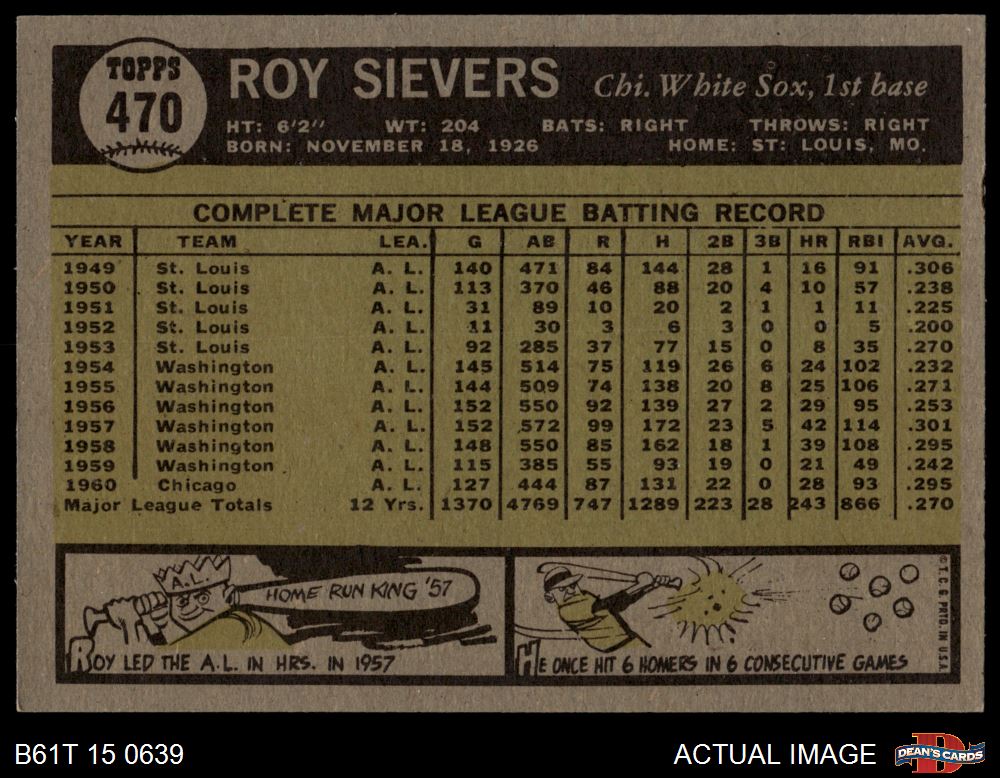 TOPPS
470
ROY SIEVERS Chi. White Sox, 1st base
HT: 6'2" WT: 204 BATS: RIGHT THROWS: RIGHT
BORN: NOVEMBER 18, 1926 HOME: ST: LOUIS, MO.
COMPLETE MAJOR LEAGUE BATTING RECORD
YEAR TEAM LEA. G AB R H 2B 3B HR RBI AVG.
1949 St. Louis A. L. 140 471 84 144 28 1 16 91 .306
1950 St. Louis A. L. 113 370 46 88 20 4 10 57 .238
1951 St. Louis A. L. 31 89 10 20 2 1 1 11 .225
1952 St. Louis A. L. 11 30 3 6 3 0 0 5 .200
1953 St. Louis A. L. 92 285 37 77 15 0 8 35 .270
1954 Washington A. L. 145 514 75 119 26 6 24 102 .232
1955 Washington A. L. 144 509 74 138 20 8 25 106 .271
1956 Washington A. L. 152 550 92 139 27 2 29 95 .253
1957 Washington A. L. 152 572 99 172 23 5 42 114 .301
1958 Washington A. L. 148 550 85 162 18 1 39 108 .295
1959 Washington A. L. 115 385 55 93 19 0 21 49 .242
1960 Chicago A. L. 127 444 87 131 22 0 28 93 .295
Major League Totals 12 Yrs. 1370 4769 747 1289 223 28 243 866 .270
A.L.
HOME RUN KING '57
ROY LED THE A.L. IN HRS. IN 1957
HE ONCE HIT 6 HOMERS IN 6 CONSECUTIVE GAMES
© T. C. G. PRTD. IN U.S.A.
B61T 15 0639
ACTUAL IMAGE
D
DEAN'S CARDS